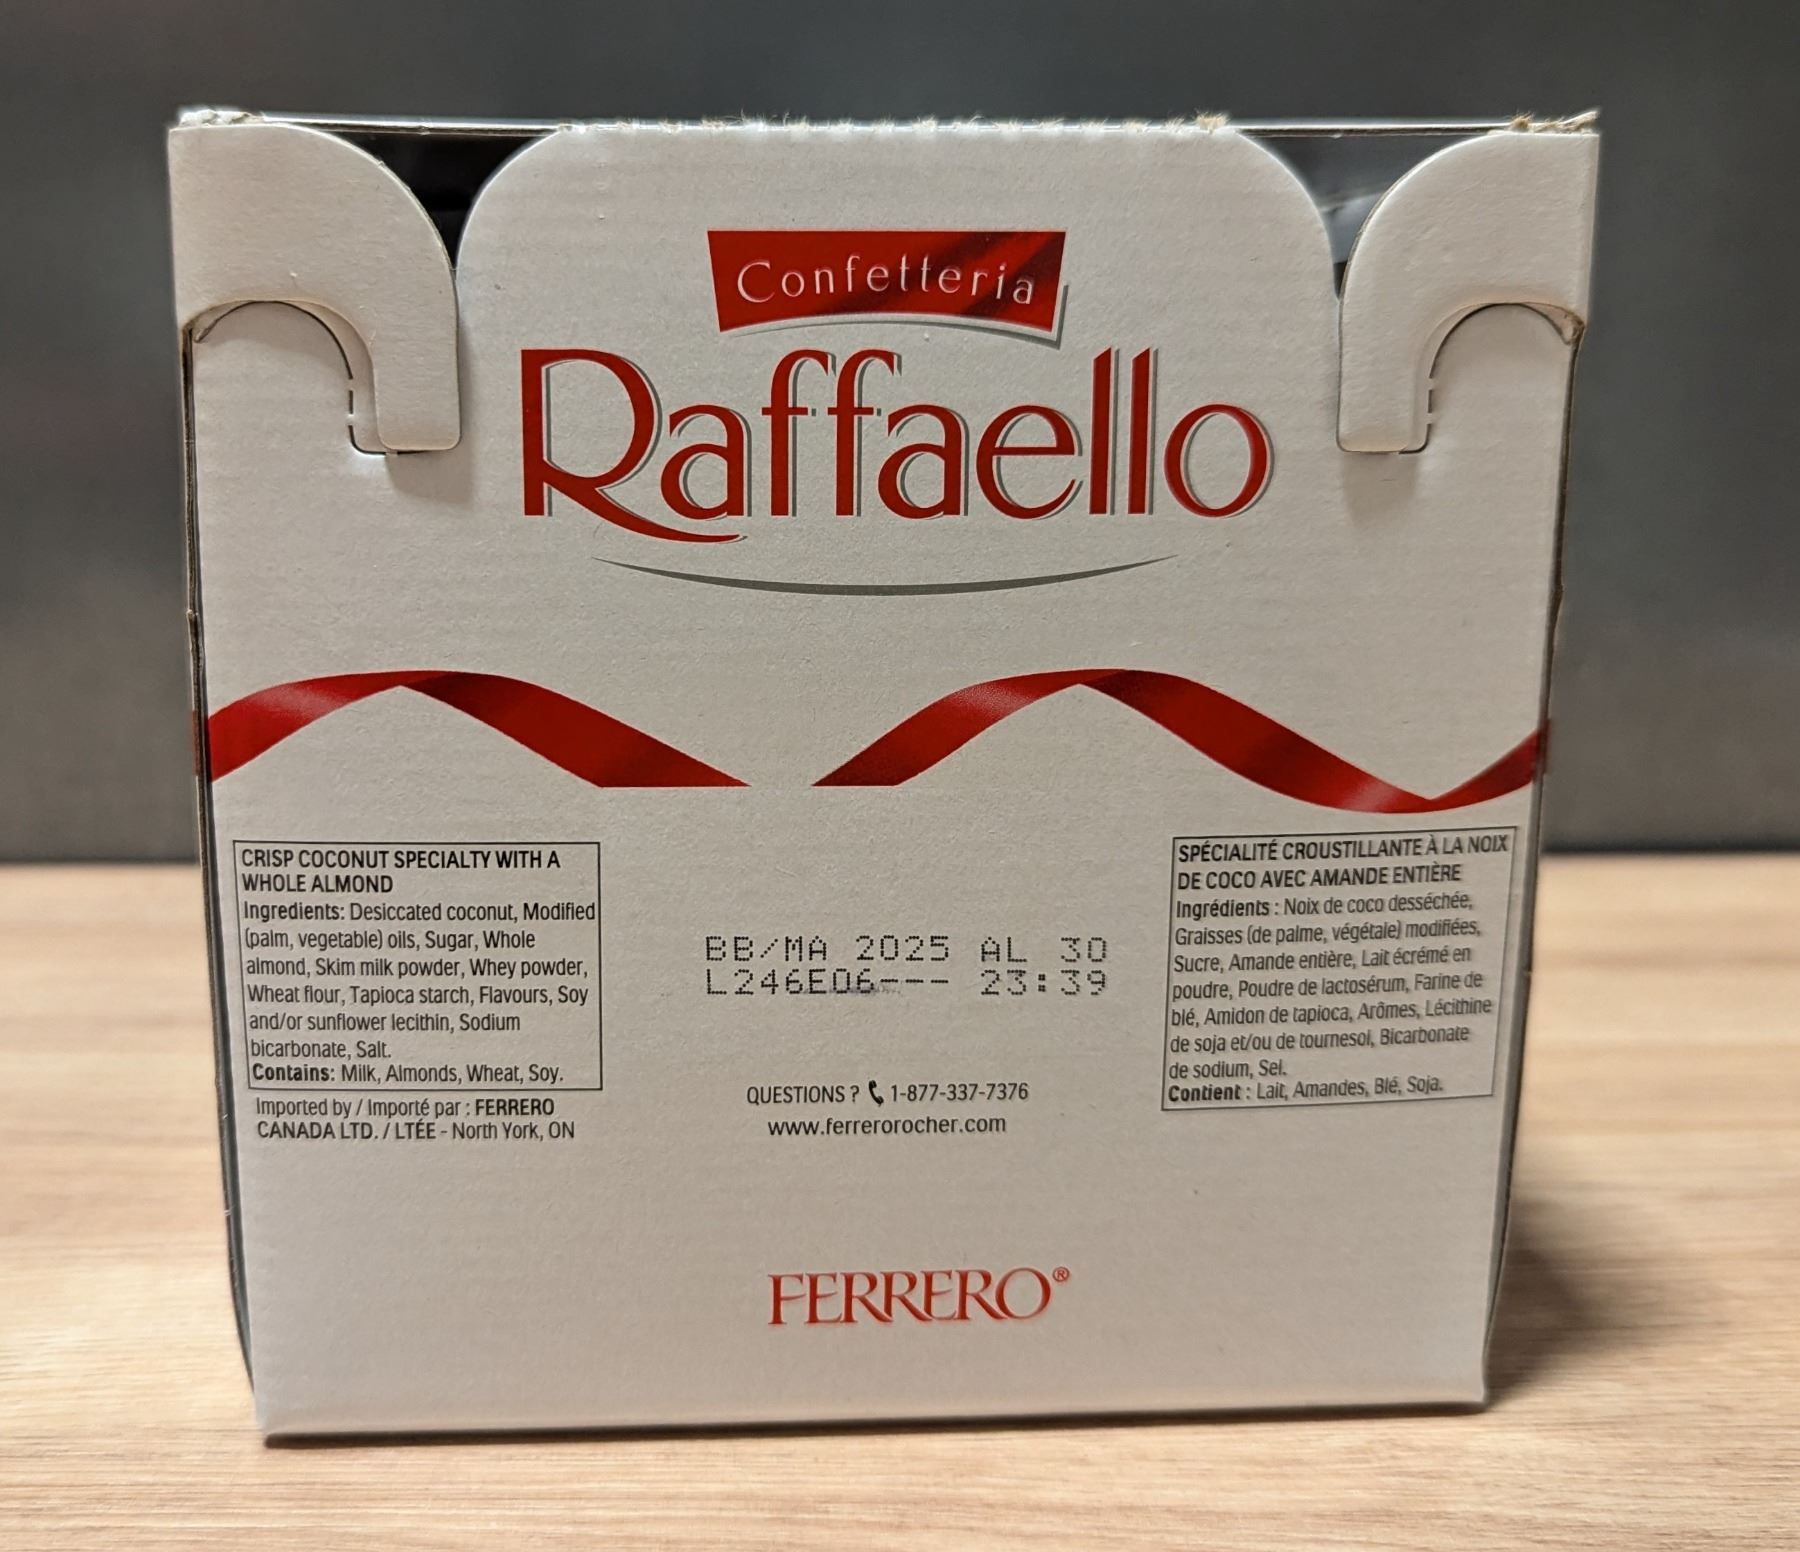 Confetteria
Raffaello
CRISP COCONUT SPECIALTY WITH A
WHOLE ALMOND
Ingredients: Desiccated coconut, Modified
(palm, vegetable) oils, Sugar, Whole
almond, Skim milk powder, Whey powder,
Wheat flour, Tapioca starch, Flavours, Soy
and/or sunflower lecithin, Sodium
bicarbonate, Salt.
Contains: Milk, Almonds, Wheat, Soy.
Imported by / Importé par : FERRERO
CANADA LTD. / LTÉE - North York, ON
BB/MA 2025 AL 30
L246E06--- 23:39
QUESTIONS ? 1-877-337-7376
www.ferrerorocher.com
SPÉCIALITÉ CROUSTILLANTE À LA NOIX
DE COCO AVEC AMANDE ENTIÈRE
Ingrédients : Noix de coco desséchée,
Graisses (de palme, végétale) modifiées,
Sucre, Amande entière, Lait écrémé en
poudre, Poudre de lactosérum, Farine de
blé, Amidon de tapioca, Arômes, Lécithine
de soja et/ou de tournesol, Bicarbonate
de sodium, Sel.
Contient : Lait, Amandes, Blé, Soja.
FERRERO®